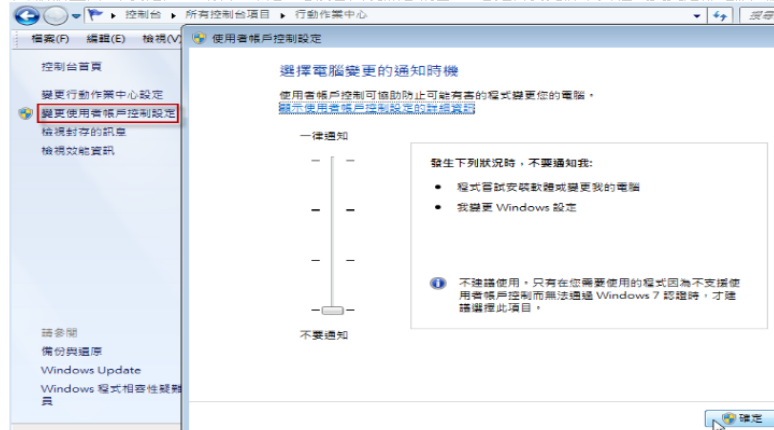 控制台 ▸ 所有控制台項目 ▸ 行動作業中心
檔案(F) 編輯(E) 檢視(V)
使用者帳戶控制設定
控制台首頁
變更行動作業中心設定
變更使用者帳戶控制設定
檢視封存的訊息
檢視效能資訊
請參閱
備份與還原
Windows Update
Windows 程式相容性疑難
員
選擇電腦變更的通知時機
使用者帳戶控制可協助防止可能有害的程式變更您的電腦。
顯示使用者帳戶控制設定的詳細資訊
一律通知
不要通知
發生下列狀況時，不要通知我:
程式嘗試安裝軟體或變更我的電腦
我變更 Windows 設定
不建議使用。只有在您需要使用的程式因為不支援使
用者帳戶控制而無法通過 Windows 7 認證時，才建
議選擇此項目。
確定